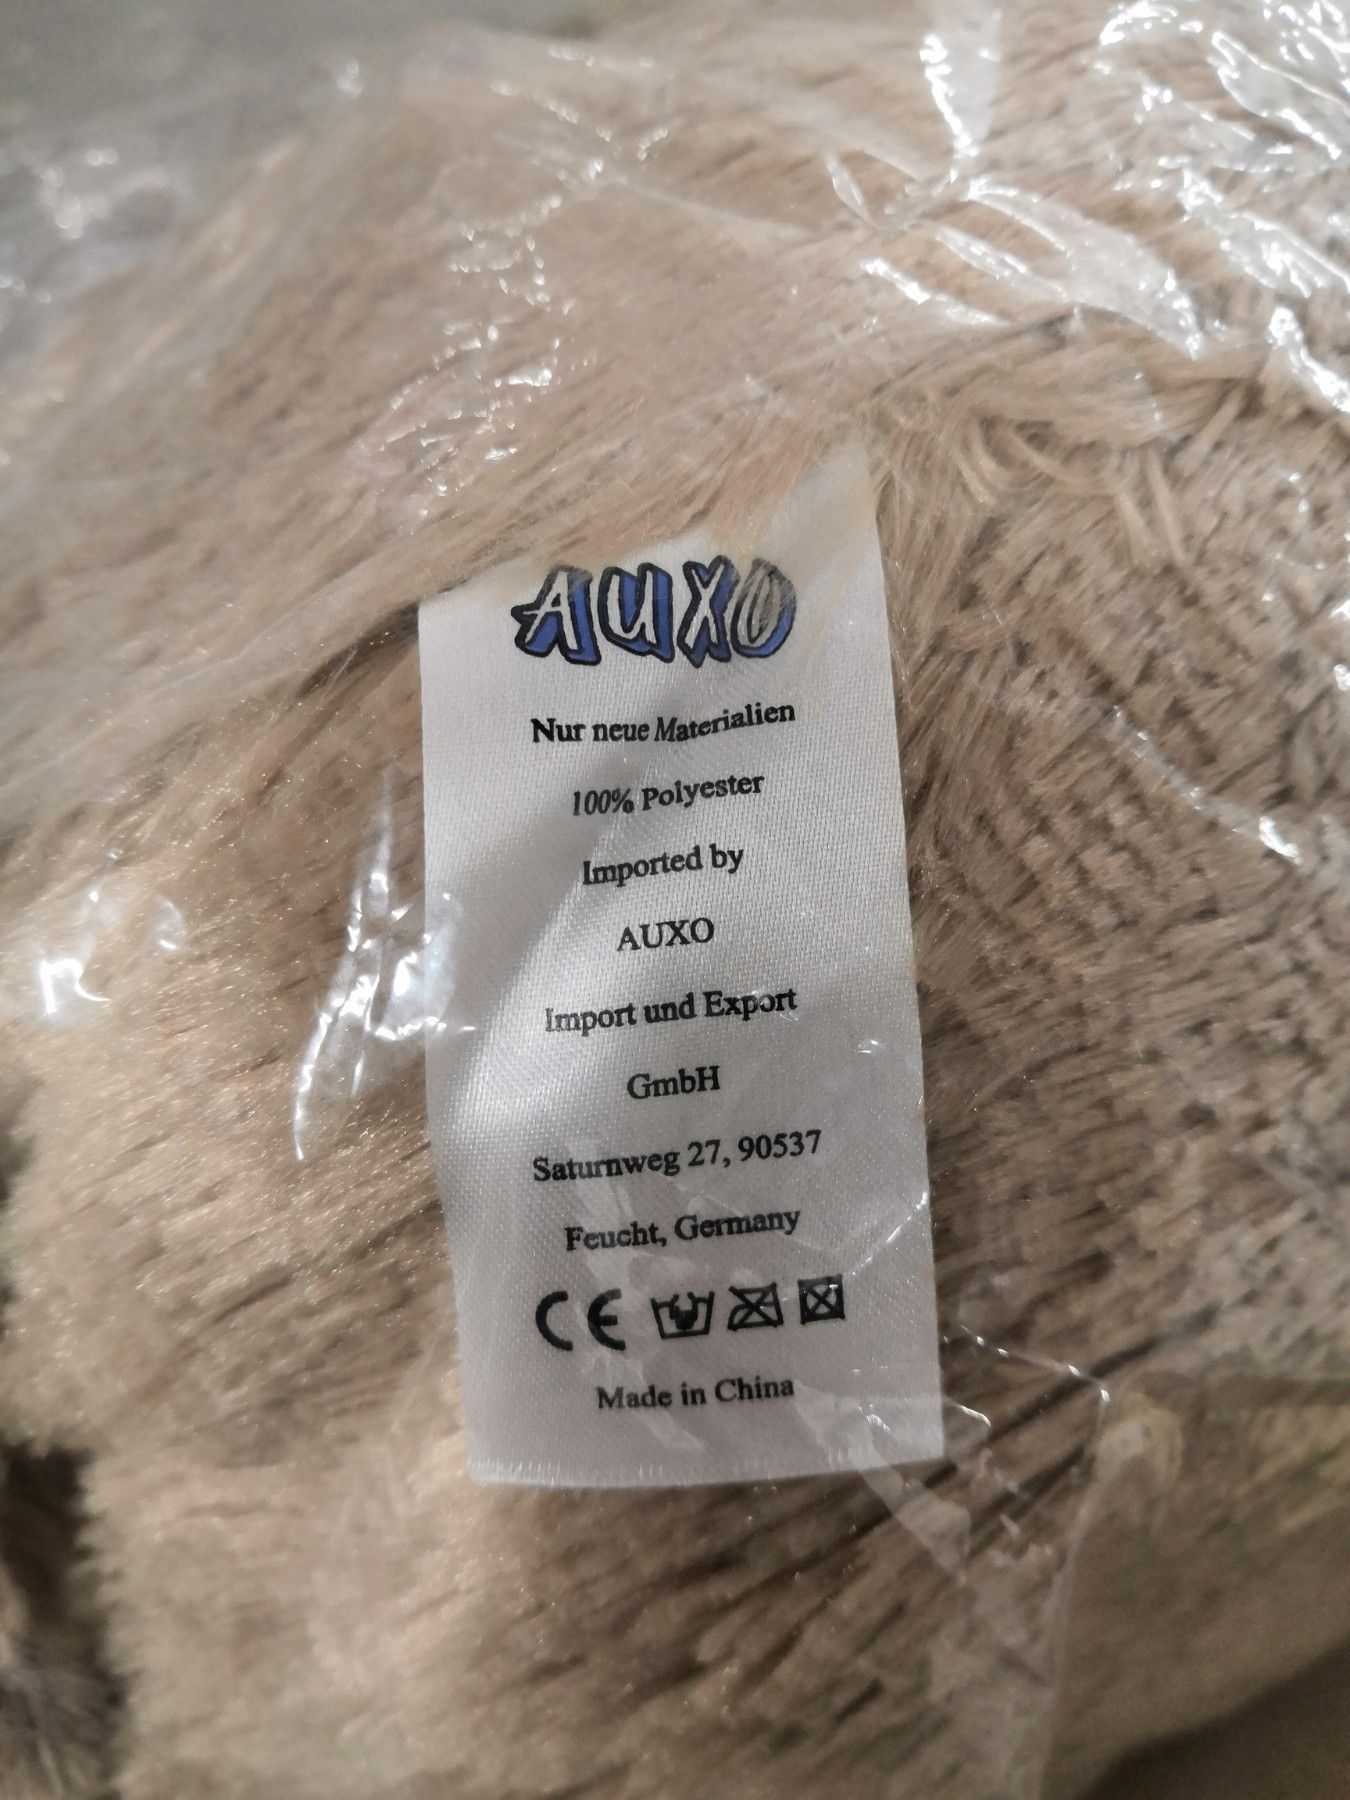 AUXO
Nur neue Materialien
100% Polyester
Imported by
AUXO
Import und Export
GmbH
Saturnweg 27, 90537
Feucht, Germany
CE
Made in China